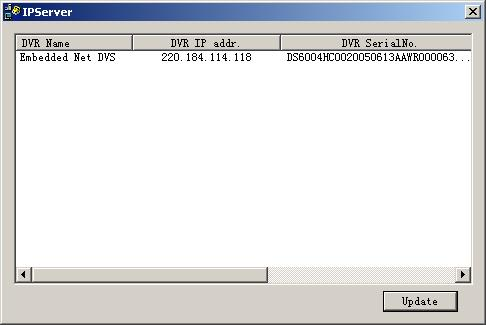 IPServer
DVR Name DVR IP addr. DVR SerialNo.
Embedded Net DVS 220.184.114.118 DS6004HC0020050613AAWR000063...
Update